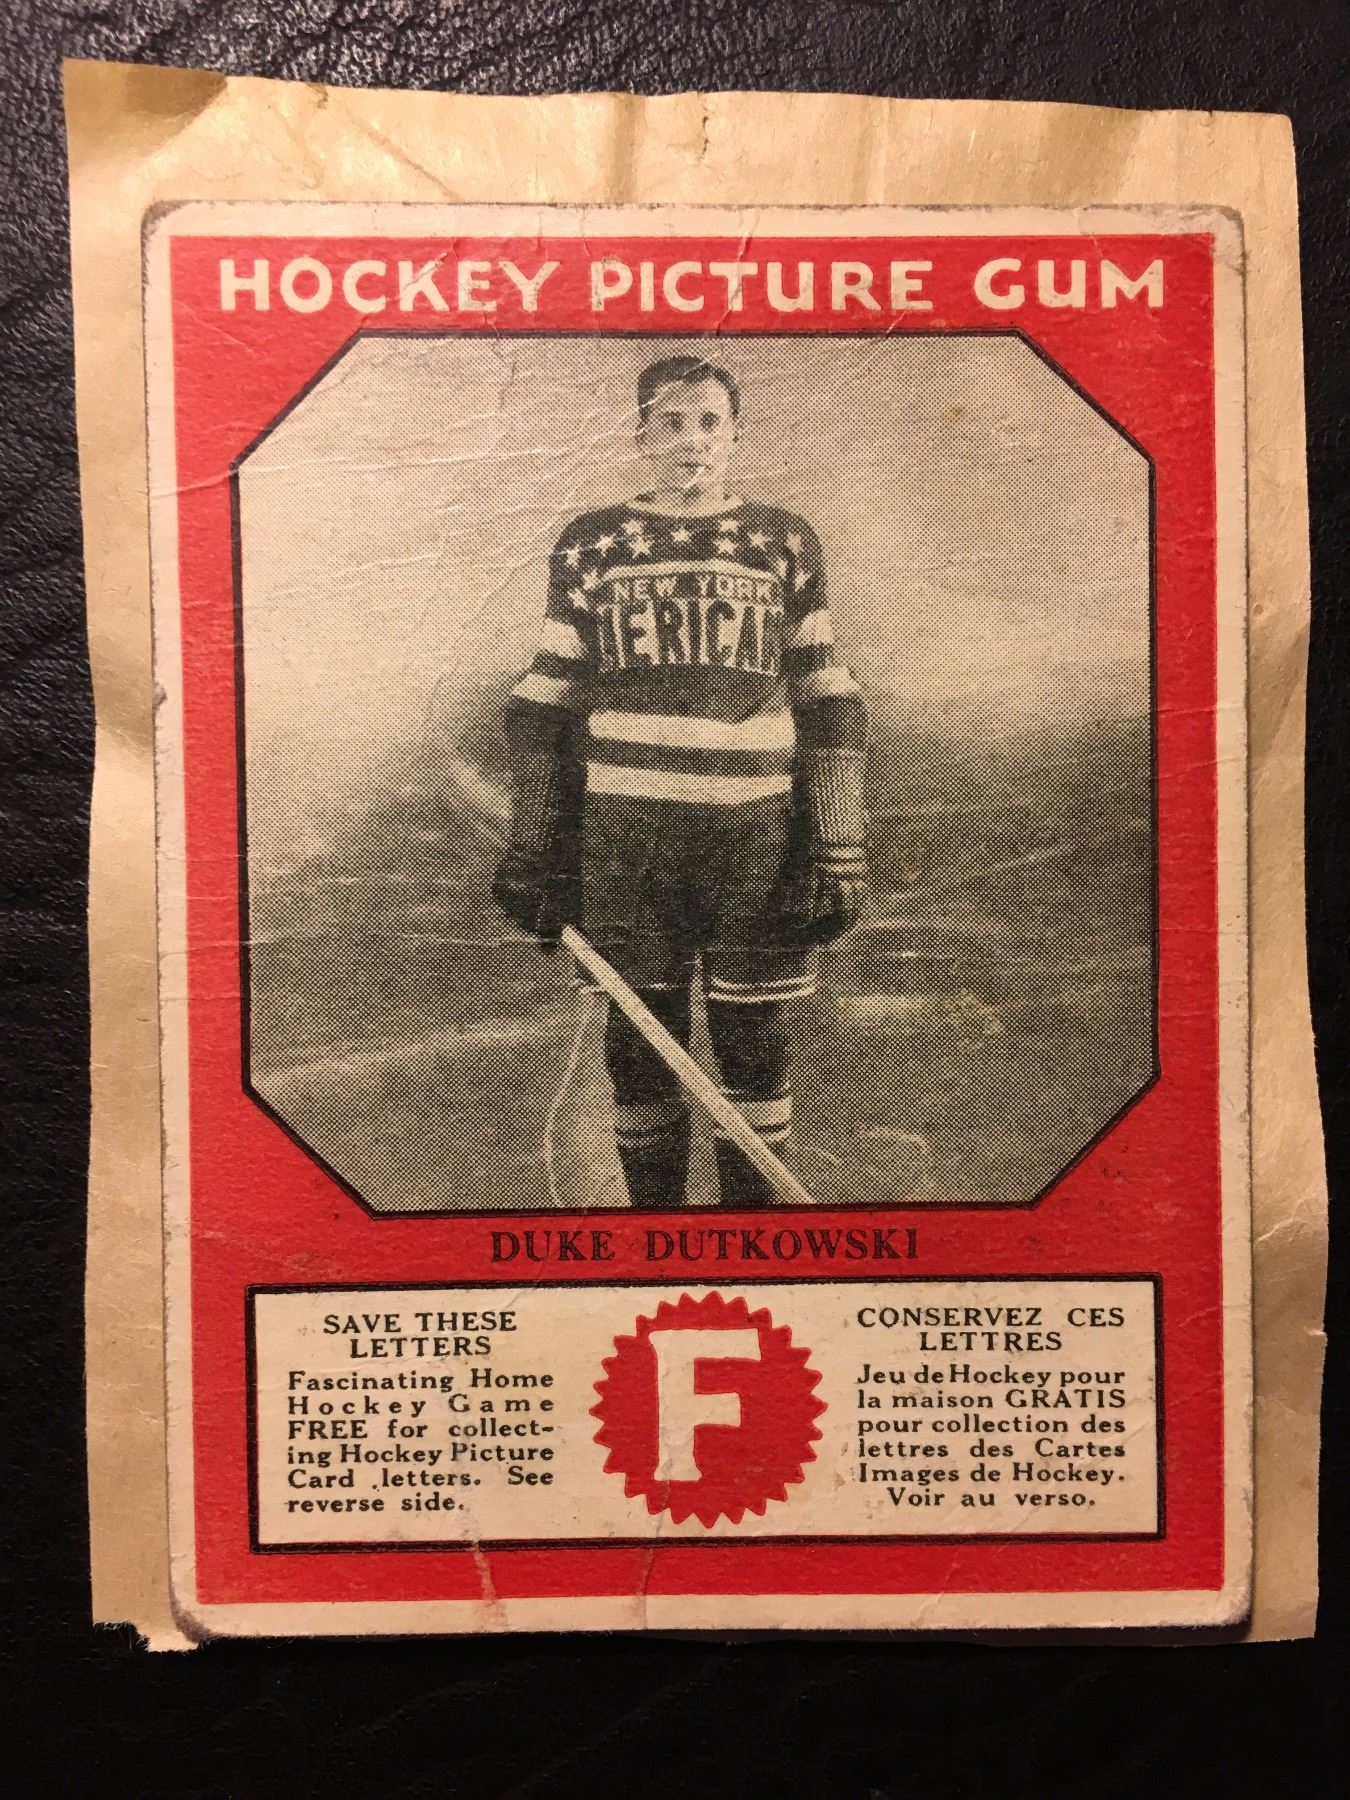 HOCKEY PICTURE GUM
NEW YORK
ERICA
DUKE DUTKOWSKI
SAVE THESE
LETTERS
Fascinating Home
Hockey Game
FREE for collect-
ing Hockey Picture
Card letters. See
reverse side.
F
CONSERVEZ CES
LETTRES
Jeu de Hockey pour
la maison GRATIS
pour collection des
lettres des Cartes
Images de Hockey.
Voir au verso.